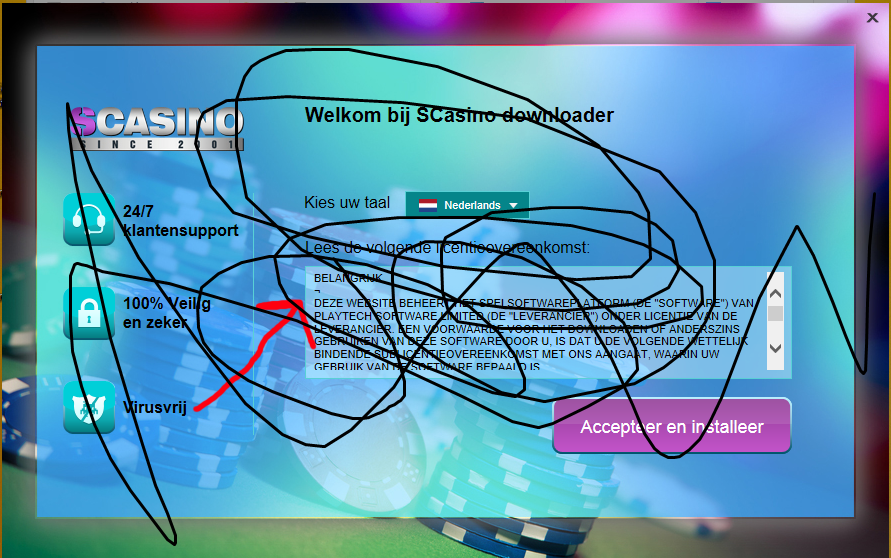 SCASINO
SINCE 2001
Welkom bij SCasino downloader
Kies uw taal
Nederlands
24/7
klantensupport
Lees de volgende licentieovereenkomst:
BELANGRIJK
100% Veilig
en zeker
DEZE WEBSITE BEHEERT HET SPELSOFTWAREPLATFORM (DE "SOFTWARE") VAN
PLAYTECH SOFTWARE LIMITED (DE "LEVERANCIER") ONDER LICENTIE VAN DE
LEVERANCIER. EEN VOORWAARDE VOOR HET DOWNLOADEN OF ANDERSZINS
GEBRUIKEN VAN DEZE SOFTWARE DOOR U, IS DAT U DE VOLGENDE WETTELIJK
BINDENDE SUBLICENTIEOVEREENKOMST MET ONS AANGAAT, WAARIN UW
GEBRUIK VAN DE SOFTWARE BEPAALD IS.
Virusvrij
Accepteer en installeer